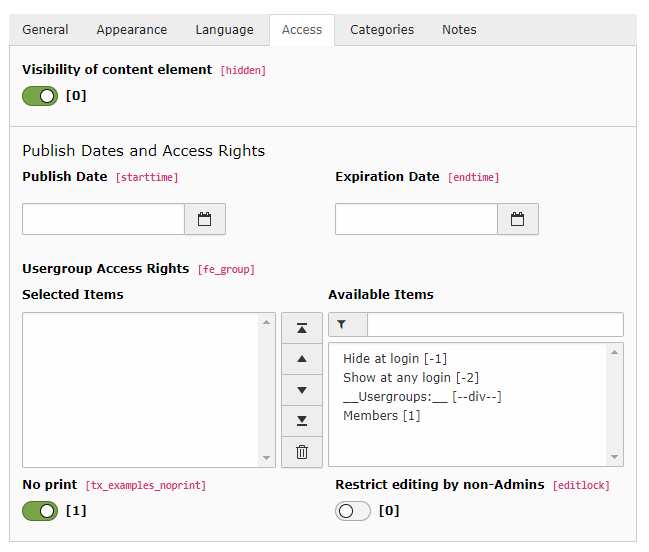 General Appearance Language Access Categories Notes
Visibility of content element [hidden]
[0]
Publish Dates and Access Rights
Publish Date [starttime] Expiration Date [endtime]
Usergroup Access Rights [fe_group]
Selected Items Available Items
Hide at login [-1]
Show at any login [-2]
__Usergroups:__ [--div--]
Members [1]
No print [tx_examples_noprint] Restrict editing by non-Admins [editlock]
[1] [0]